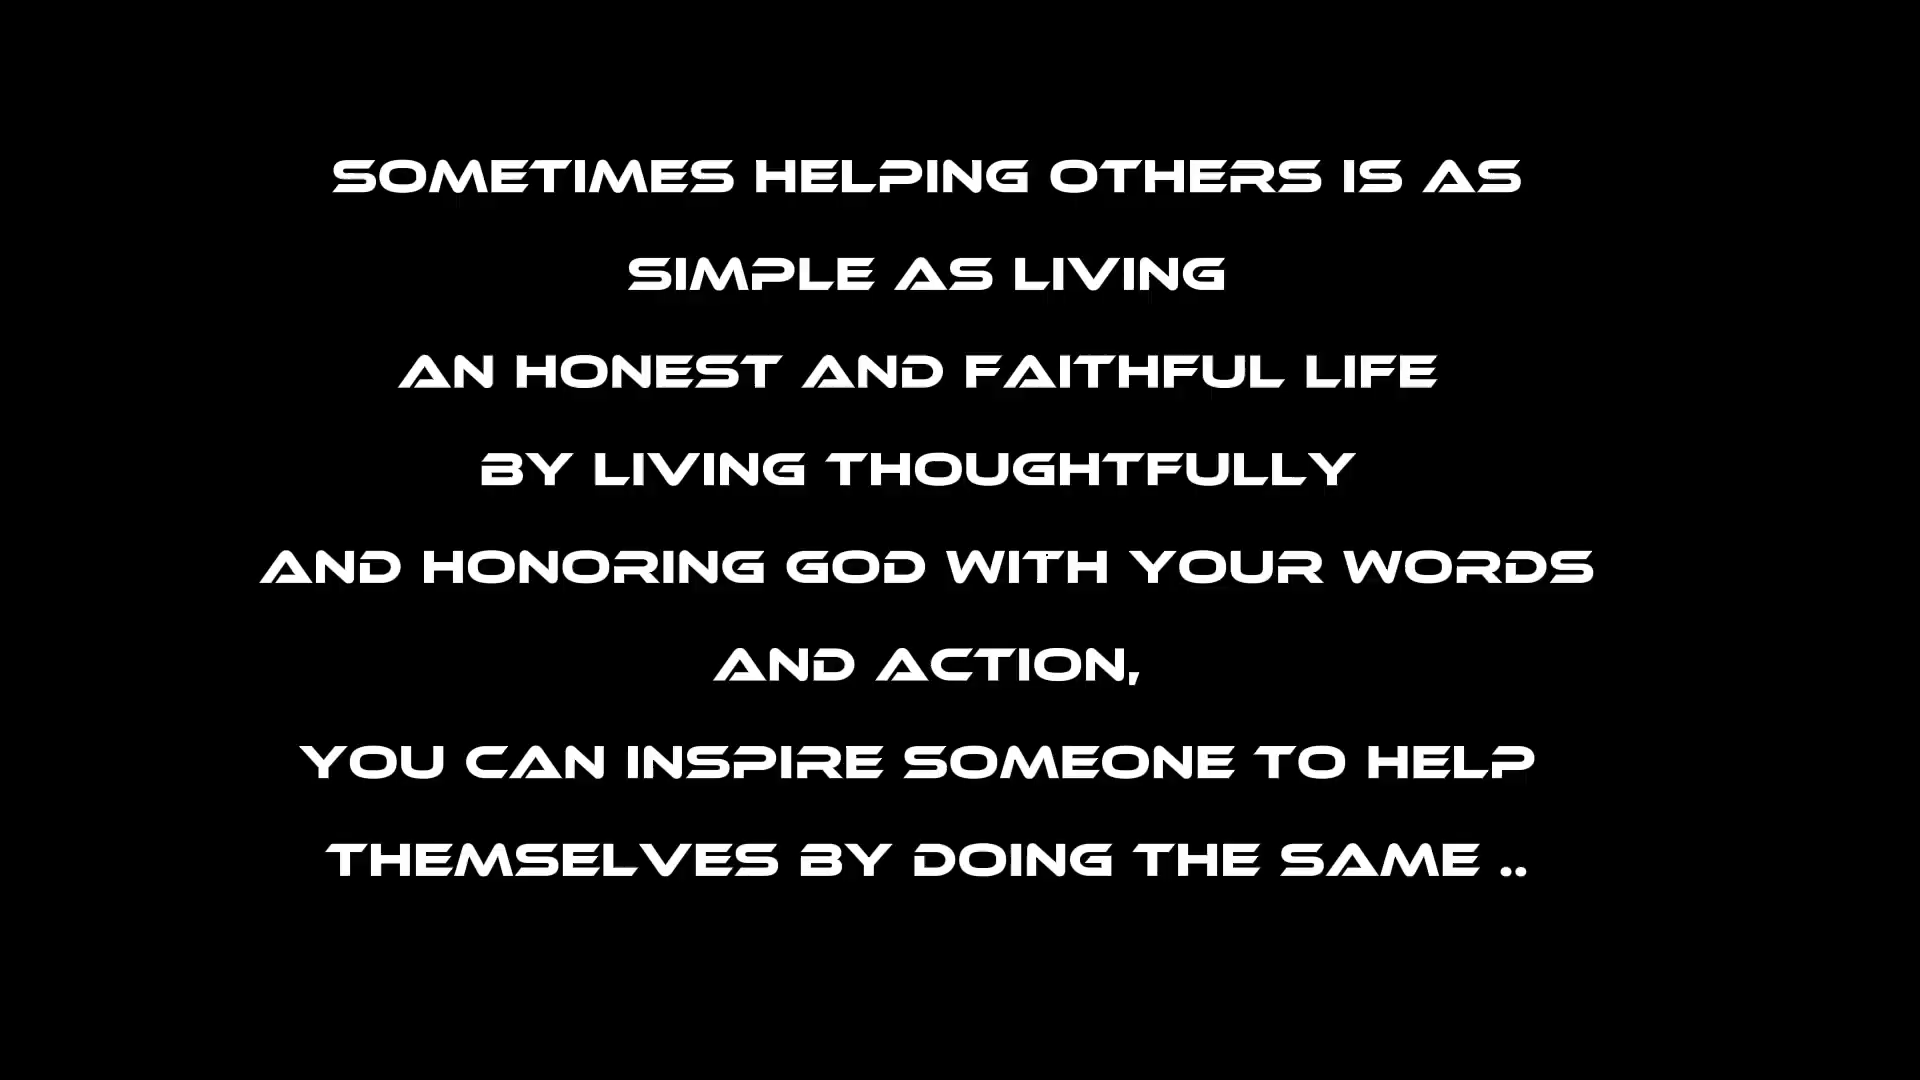 SOMETIMES HELPING OTHERS IS AS
SIMPLE AS LIVING
AN HONEST AND FAITHFUL LIFE
BY LIVING THOUGHTFULLY
AND HONORING GOD WITH YOUR WORDS
AND ACTION,
YOU CAN INSPIRE SOMEONE TO HELP
THEMSELVES BY DOING THE SAME ..